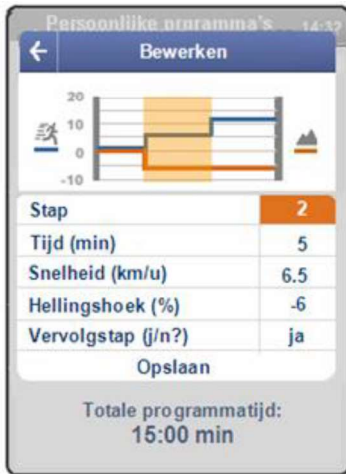 Persoonlijke programma's 14:32
Bewerken
20
10
0
-10
Stap 2
Tijd (min) 5
Snelheid (km/u) 6.5
Hellingshoek (%) -6
Vervolgstap (j/n?) ja
Opslaan
Totale programmatijd:
15:00 min